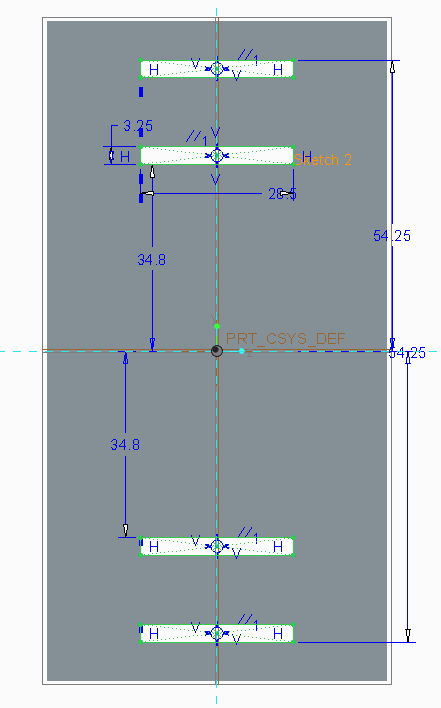 //1
H V V H
3.25
//1 V
H H
Sketch 2
V
28.5
54.25
34.8
PRT_CSYS_DEF
54.25
34.8
V //1
H V H
V //1
H V H